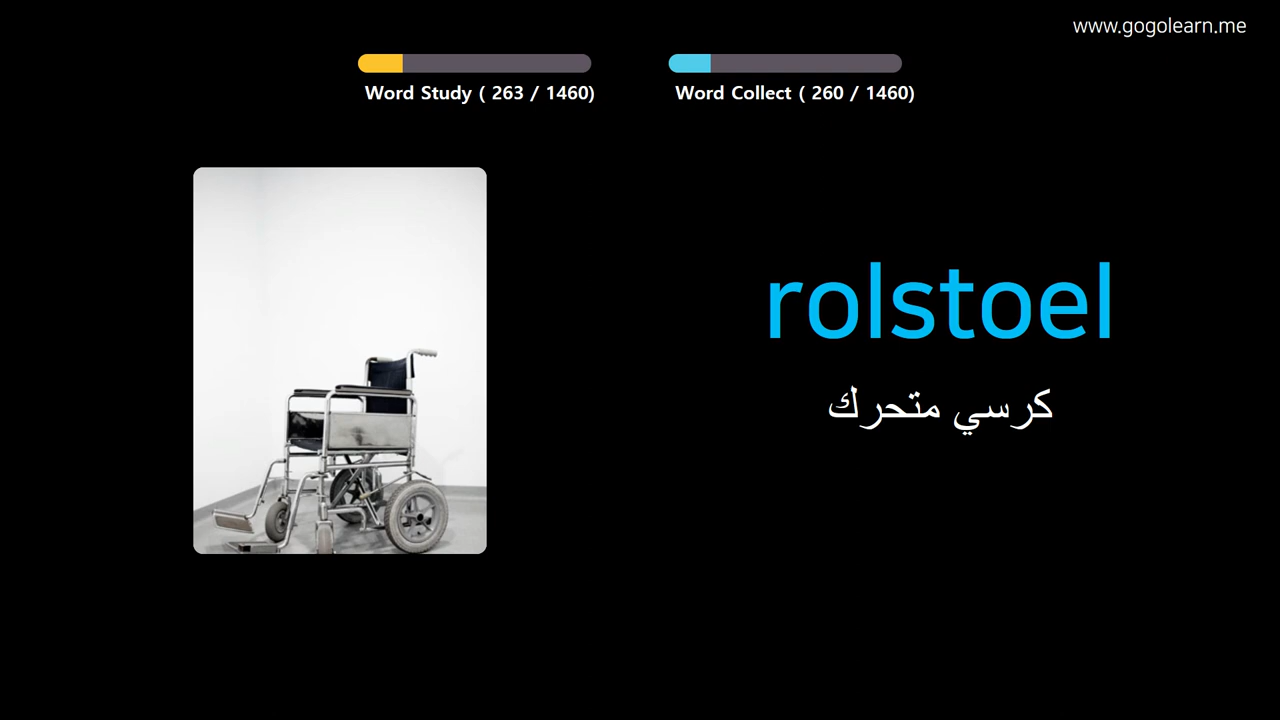 www.gogolearn.me
Word Study ( 263 / 1460)
Word Collect ( 260 / 1460)
rolstoel
كرسي متحرك